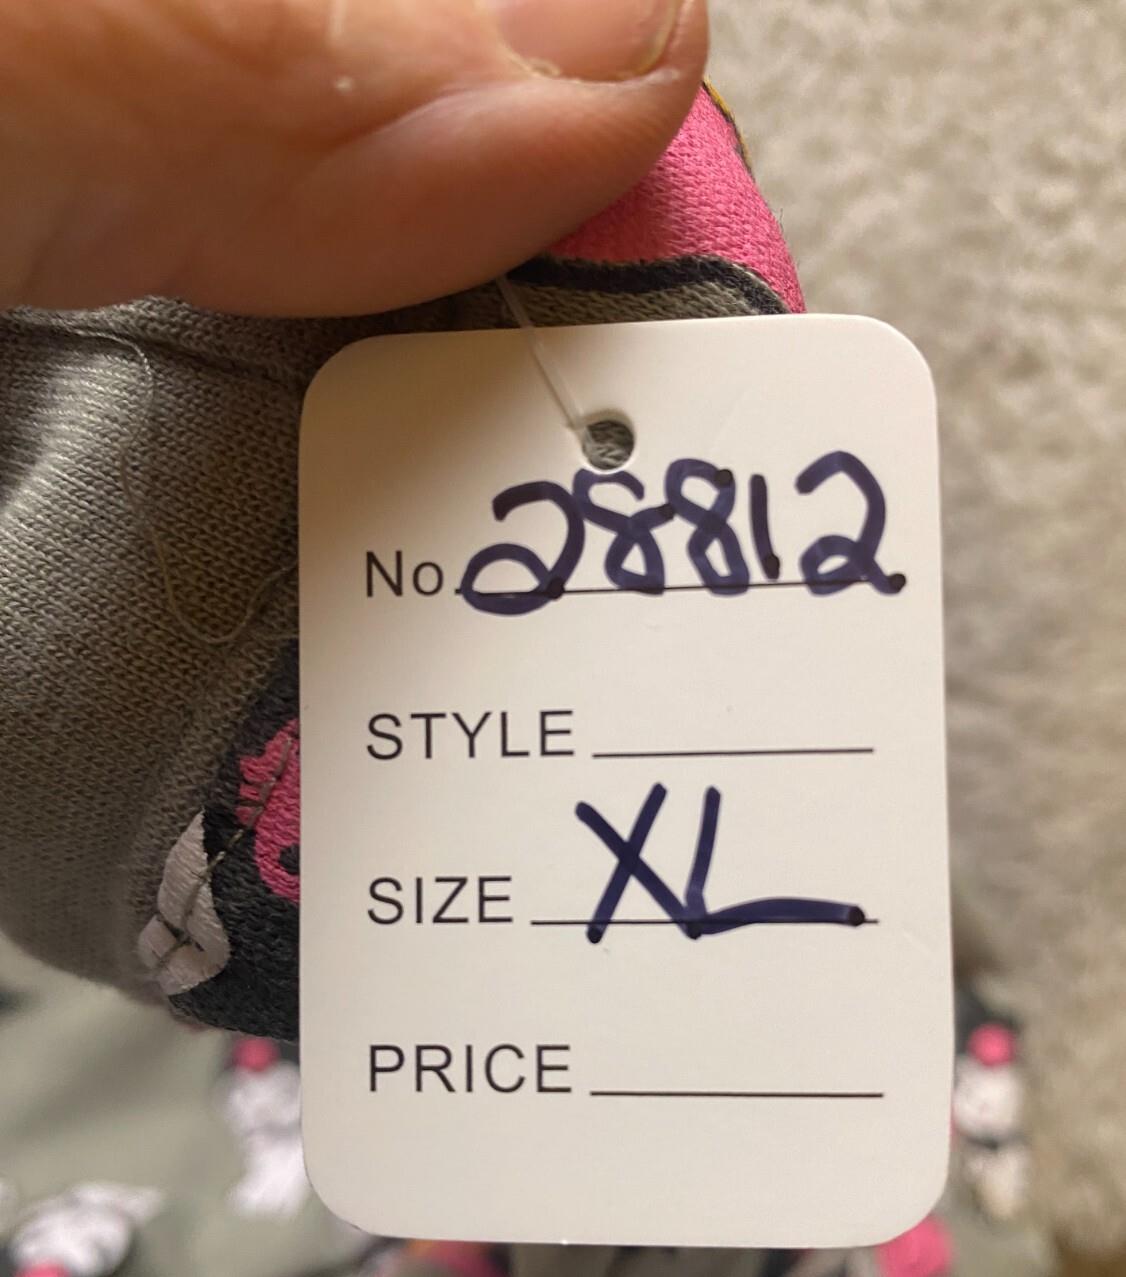 No. 28812
STYLE
SIZE XL
PRICE